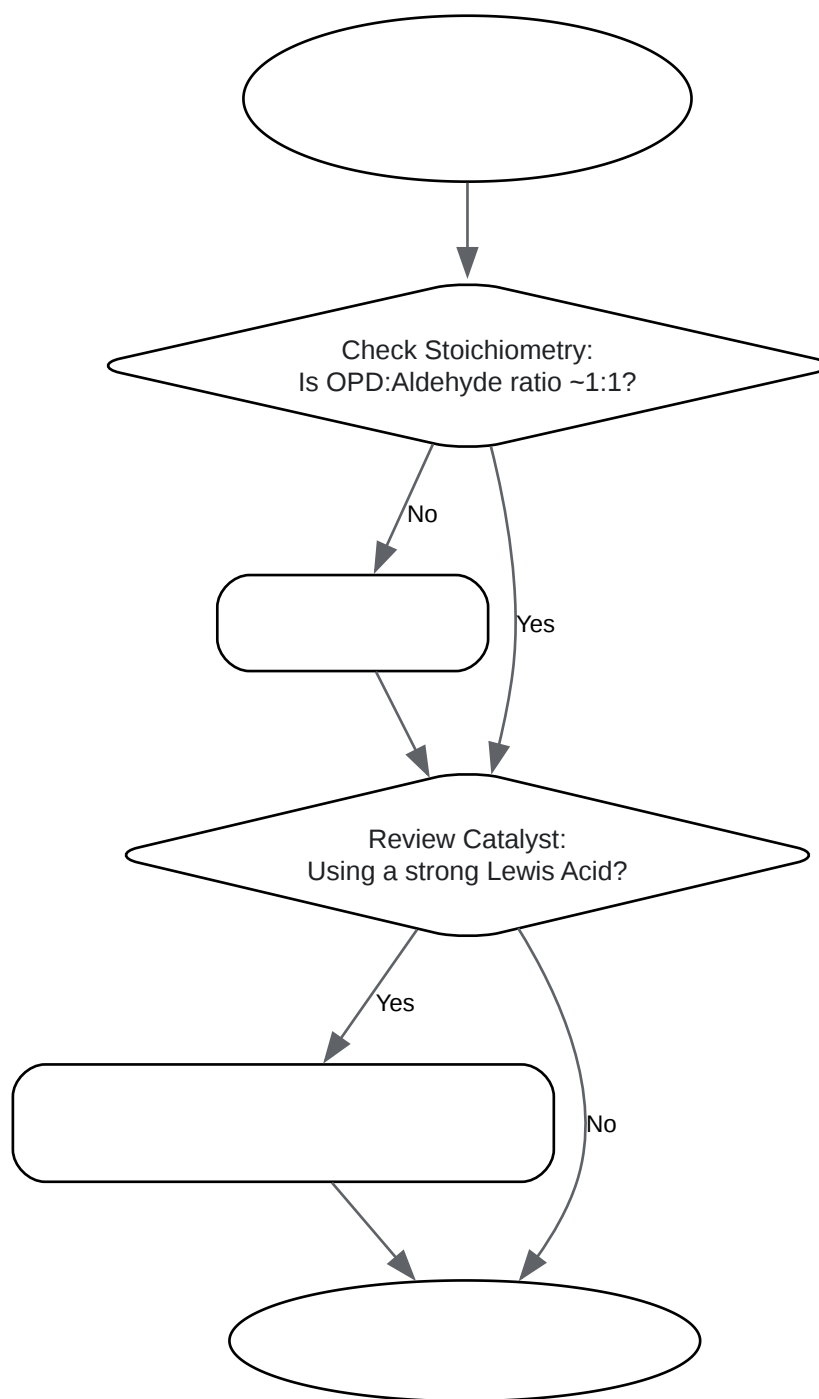 Check Stoichiometry:
Is OPD:Aldehyde ratio ~1:1?
No
Yes
Review Catalyst:
Using a strong Lewis Acid?
Yes
No